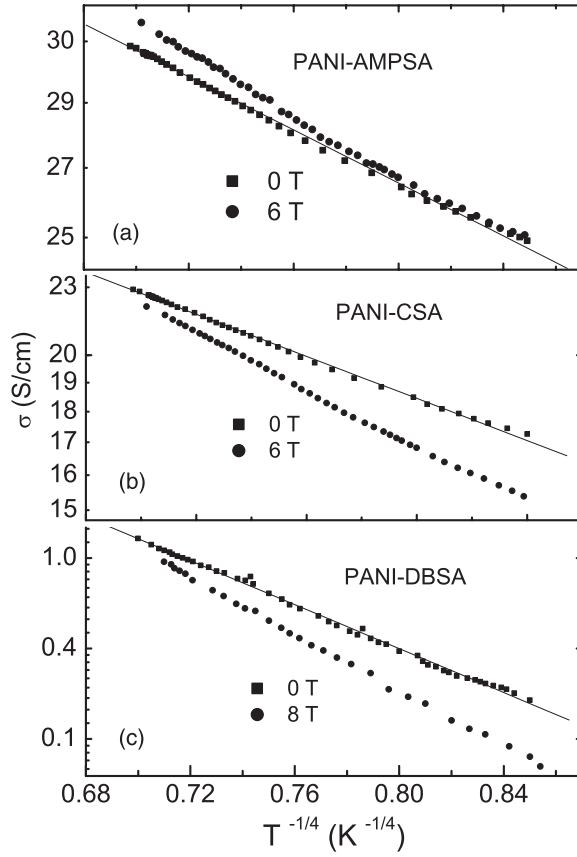 30
29
27
25
PANI-AMPSA
0 T
6 T
(a)
23
20
19
18
17
16
15
σ (S/cm)
PANI-CSA
0 T
6 T
(b)
1.0
0.4
0.1
PANI-DBSA
0 T
8 T
(c)
0.68 0.72 0.76 0.80 0.84
T -1/4 (K -1/4)